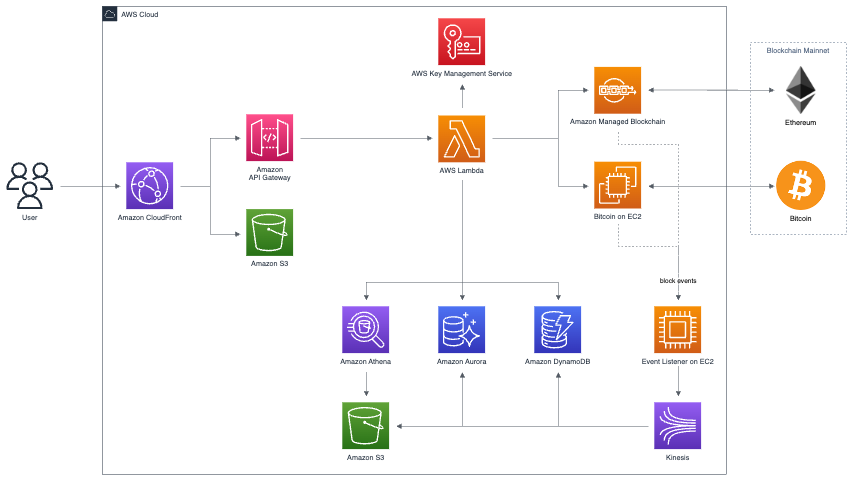 AWS Cloud
Blockchain Mainnet
AWS Key Management Service
Amazon Managed Blockchain
Ethereum
Amazon
API Gateway
AWS Lambda
User
Amazon CloudFront
Bitcoin on EC2
Bitcoin
Amazon S3
block events
Amazon Athena
Amazon Aurora
Amazon DynamoDB
Event Listener on EC2
Amazon S3
Kinesis